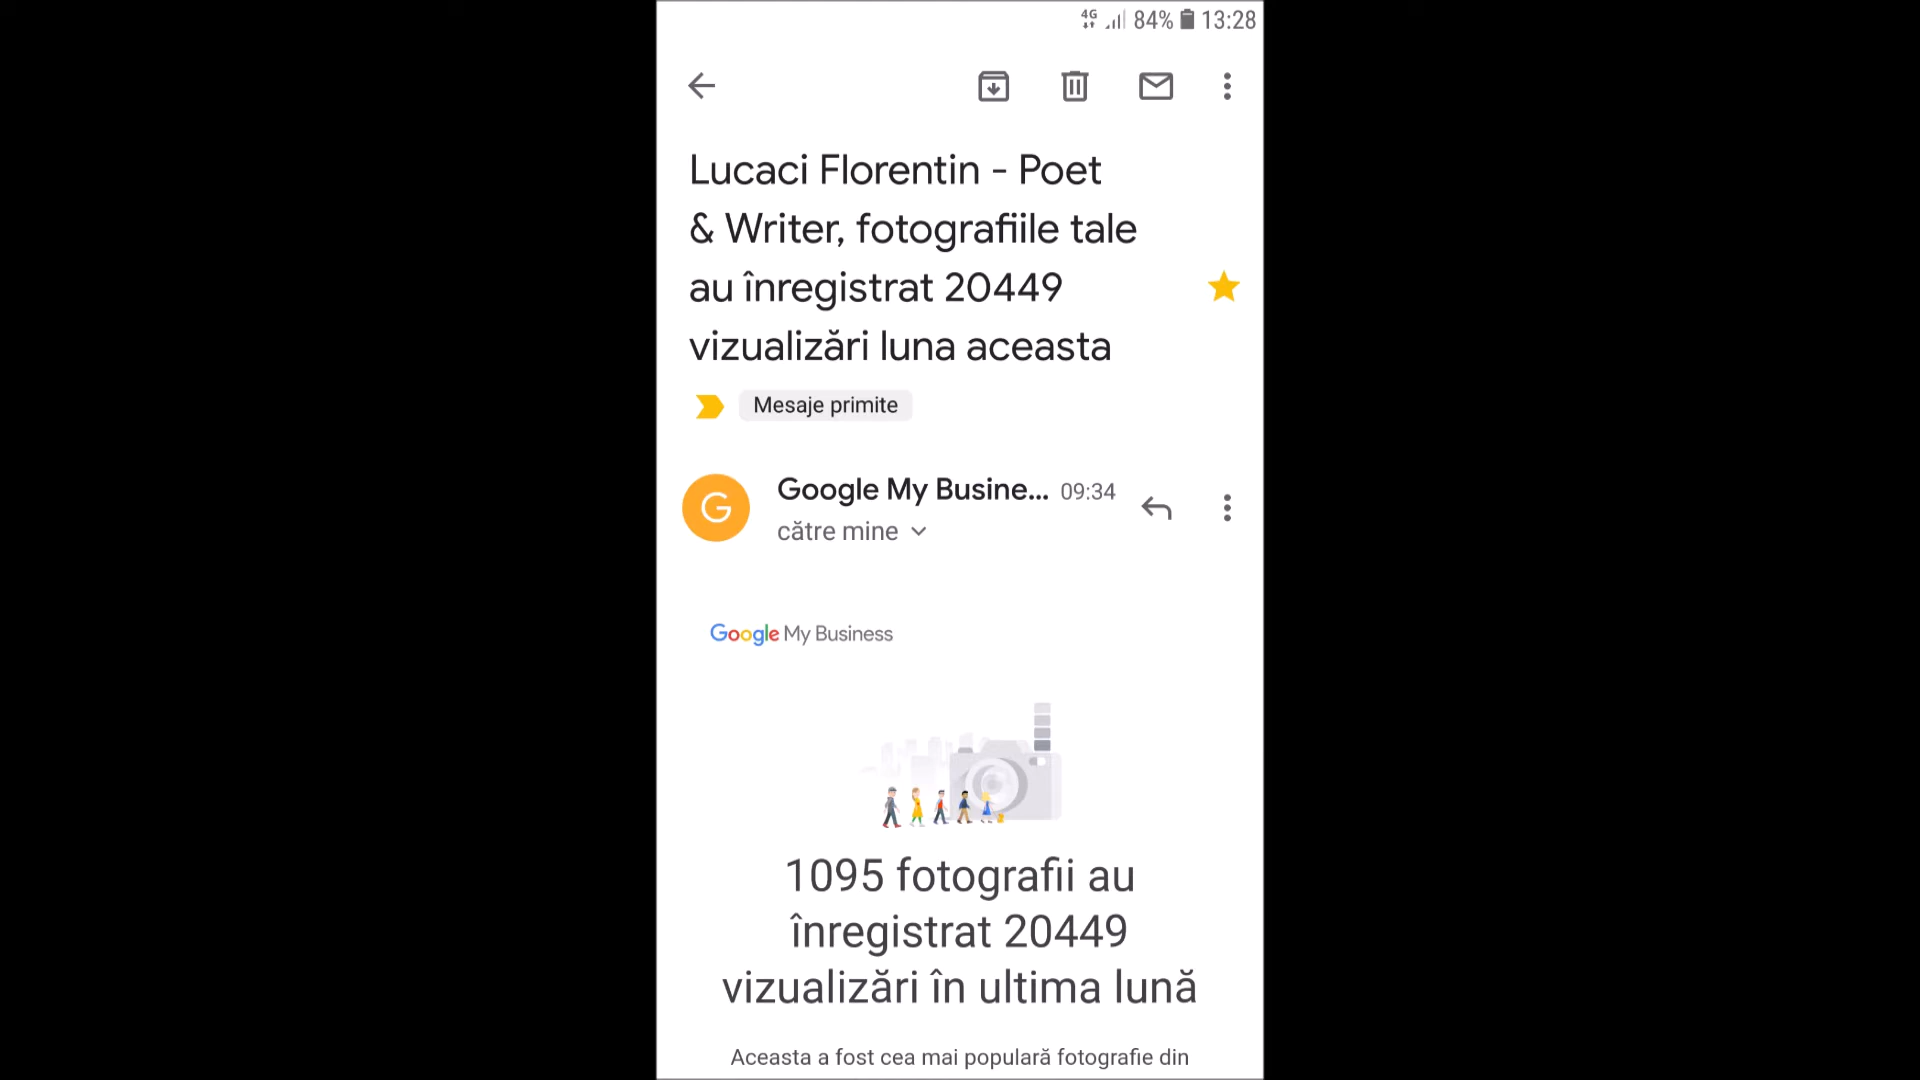 4G 84% 13:28
Lucaci Florentin - Poet
& Writer, fotografiile tale
au înregistrat 20449
vizualizări luna aceasta
Mesaje primite
G
Google My Busine... 09:34
către mine
Google My Business
1095 fotografii au
înregistrat 20449
vizualizări în ultima lună
Aceasta a fost cea mai populară fotografie din